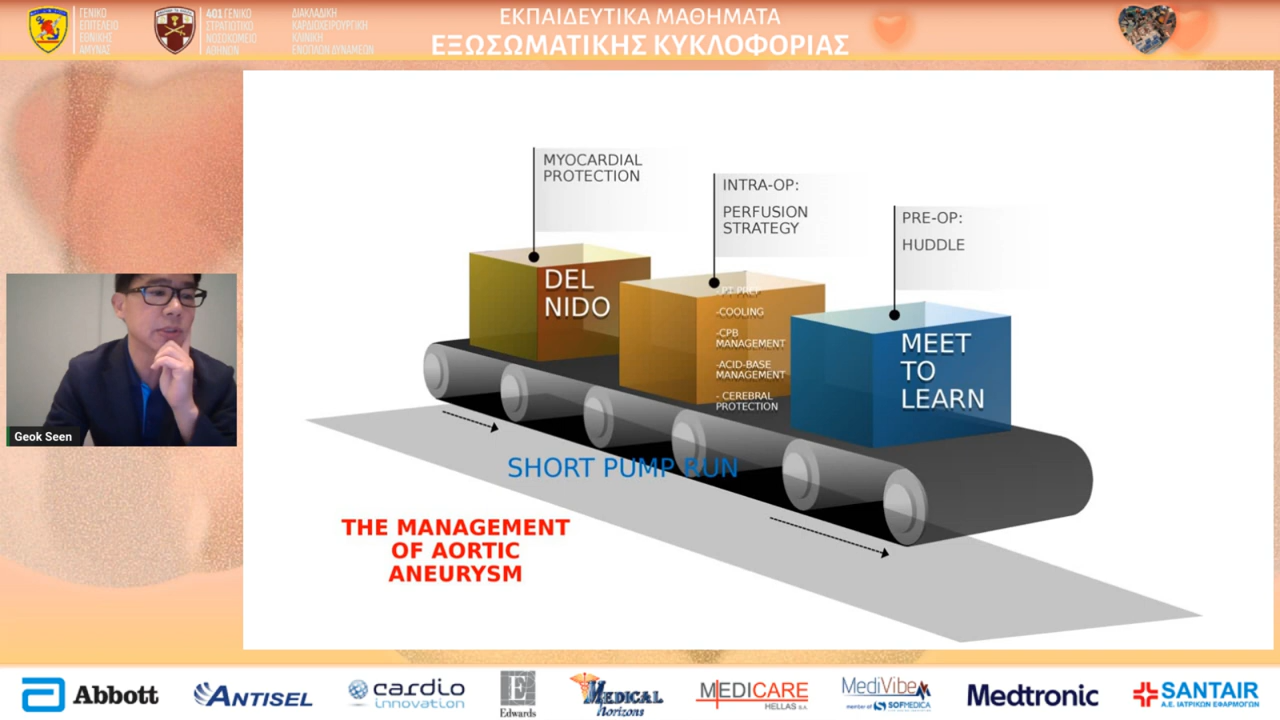 ΓΕΝΙΚΟ
ΕΠΙΤΕΛΕΙΟ
ΕΘΝΙΚΗΣ
ΑΜΥΝΑΣ
401 ΓΕΝΙΚΟ
ΣΤΡΑΤΙΩΤΙΚΟ
ΝΟΣΟΚΟΜΕΙΟ
ΑΘΗΝΩΝ
ΔΙΑΚΛΑΔΙΚΗ
ΚΑΡΔΙΟΧΕΙΡΟΥΡΓΙΚΗ
ΚΛΙΝΙΚΗ
ΕΝΟΠΛΩΝ ΔΥΝΑΜΕΩΝ
ΕΚΠΑΙΔΕΥΤΙΚΑ ΜΑΘΗΜΑΤΑ
ΕΞΩΣΩΜΑΤΙΚΗΣ ΚΥΚΛΟΦΟΡΙΑΣ
MYOCARDIAL
PROTECTION
INTRA-OP:
PERFUSION
STRATEGY
PRE-OP:
HUDDLE
DEL
NIDO
-PT PREP
-COOLING
-CPB
MANAGEMENT
-ACID-BASE
MANAGEMENT
- CEREBRAL
PROTECTION
MEET
TO
LEARN
SHORT PUMP RUN
THE MANAGEMENT
OF AORTIC
ANEURYSM
Geok Seen
Abbott
ANTISEL
cardio
innovation
E
Edwards
MEDICAL
Horizons
MEDICARE
HELLAS S.A.
MediVibe
member of SOFMEDICA
Medtronic
SANTAIR
Α.Ε. ΙΑΤΡΙΚΩΝ ΕΦΑΡΜΟΓΩΝ